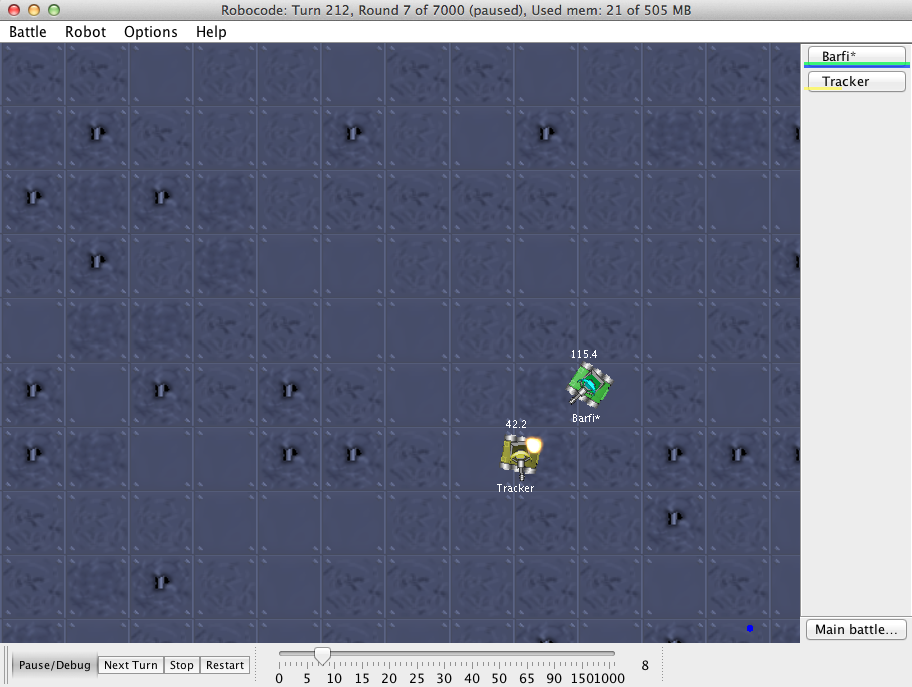 Robocode: Turn 212, Round 7 of 7000 (paused), Used mem: 21 of 505 MB
Battle Robot Options Help
Barfi*
Tracker
115.4
Barfi*
42.2
Tracker
Main battle...
Pause/Debug Next Turn Stop Restart
8
0 5 10 15 20 25 30 40 50 65 90 1501000